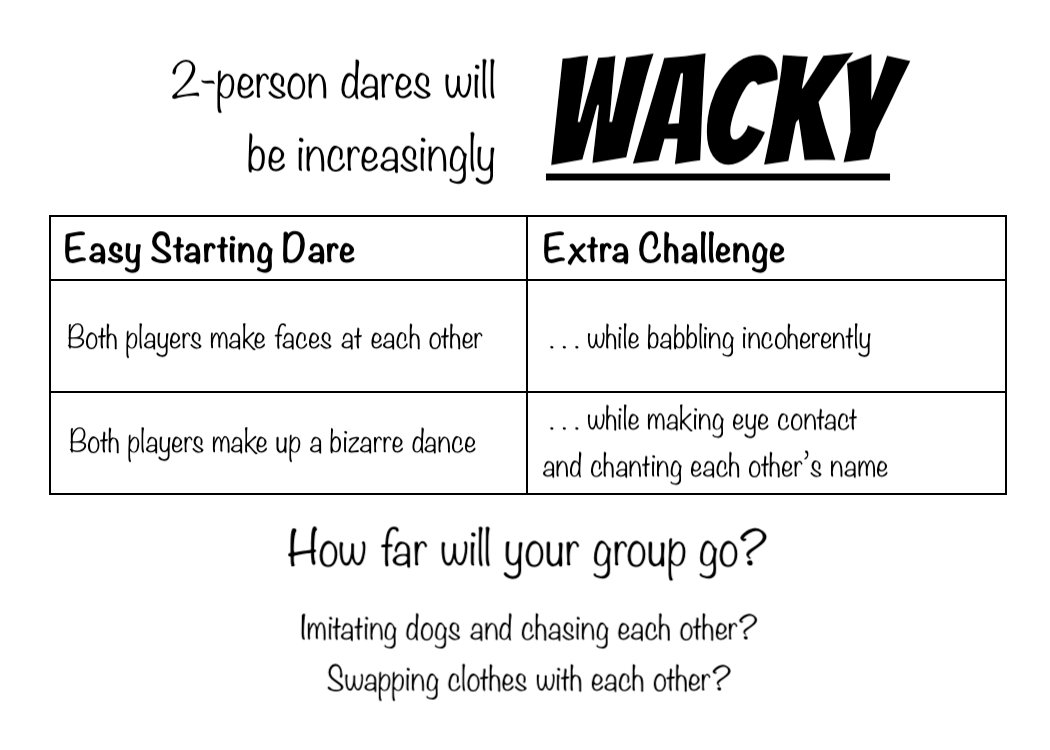 2-person dares will
be increasingly
WACKY
Easy Starting Dare
Extra Challenge
Both players make faces at each other
... while babbling incoherently
Both players make up a bizarre dance
... while making eye contact
and chanting each other's name
How far will your group go?
Imitating dogs and chasing each other?
Swapping clothes with each other?